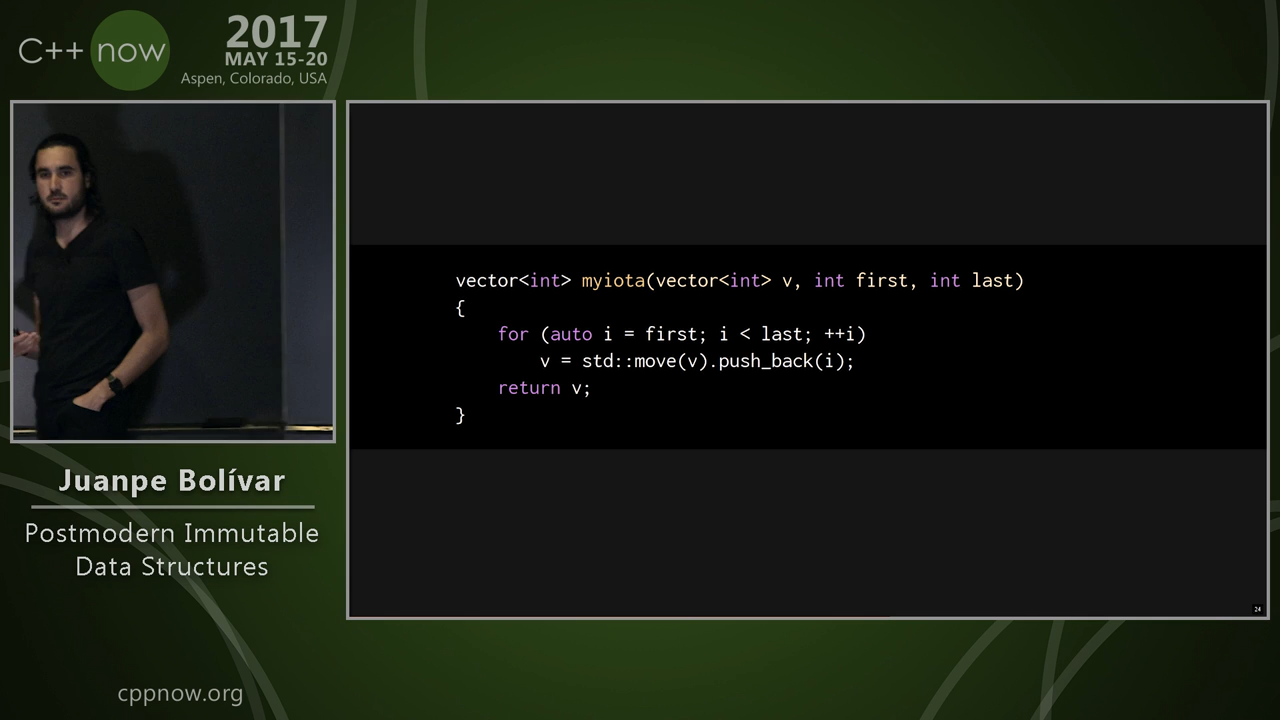 C++ now
2017
MAY 15-20
Aspen, Colorado, USA
vector<int> myiota(vector<int> v, int first, int last)
{
    for (auto i = first; i < last; ++i)
        v = std::move(v).push_back(i);
    return v;
}
24
Juanpe Bolívar
Postmodern Immutable
Data Structures
cppnow.org